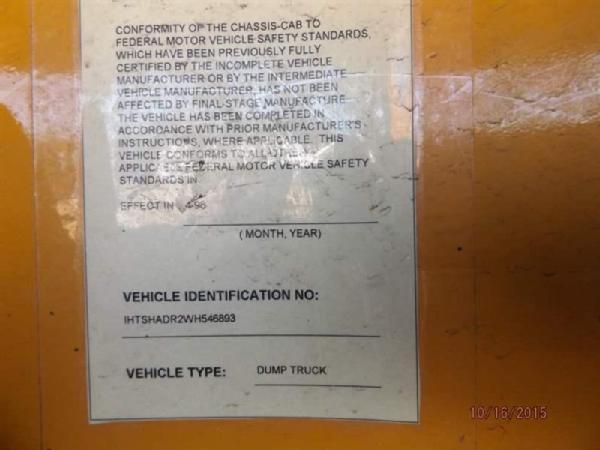 CONFORMITY OF THE CHASSIS-CAB TO
FEDERAL MOTOR VEHICLE SAFETY STANDARDS,
WHICH HAVE BEEN PREVIOUSLY FULLY
CERTIFIED BY THE INCOMPLETE VEHICLE
MANUFACTURER OR BY THE INTERMEDIATE
VEHICLE MANUFACTURER, HAS NOT BEEN
AFFECTED BY FINAL-STAGE MANUFACTURE
THE VEHICLE HAS BEEN COMPLETED IN
ACCORDANCE WITH PRIOR MANUFACTURER'S
INSTRUCTIONS, WHERE APPLICABLE. THIS
VEHICLE CONFORMS TO ALL OTHER
APPLICABLE FEDERAL MOTOR VEHICLE SAFETY
STANDARDS IN
EFFECT IN 4-98
( MONTH, YEAR)
VEHICLE IDENTIFICATION NO:
IHTSHADR2WH546893
VEHICLE TYPE: DUMP TRUCK
10/16/2015